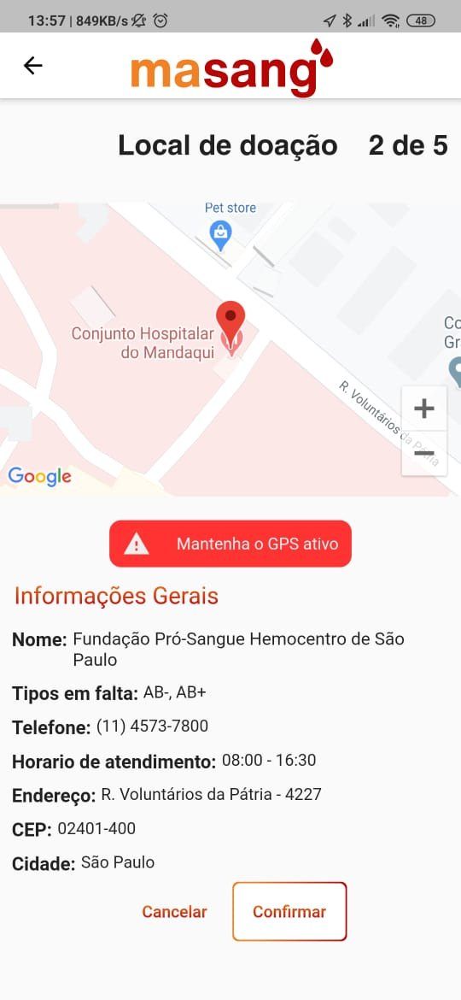 13:57 | 849KB/s
48
masang
Local de doação 2 de 5
Pet store
Conjunto Hospitalar
do Mandaqui
Co
Gr
R. Voluntários da Pátria
+
−
Google
Mantenha o GPS ativo
Informações Gerais
Nome: Fundação Pró-Sangue Hemocentro de São
Paulo
Tipos em falta: AB-, AB+
Telefone: (11) 4573-7800
Horario de atendimento: 08:00 - 16:30
Endereço: R. Voluntários da Pátria - 4227
CEP: 02401-400
Cidade: São Paulo
Cancelar
Confirmar